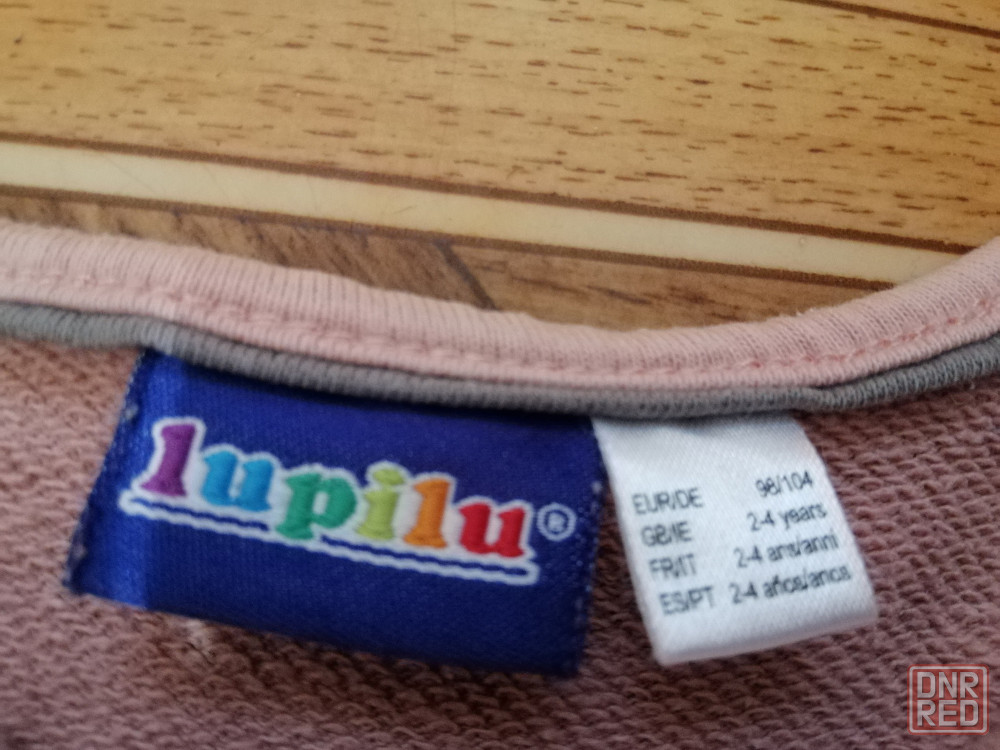 lupilu®
EUR/DE 98/104
GB/IE 2-4 years
FR/IT 2-4 ans/anni
ES/PT 2-4 años/anos
DNR
RED